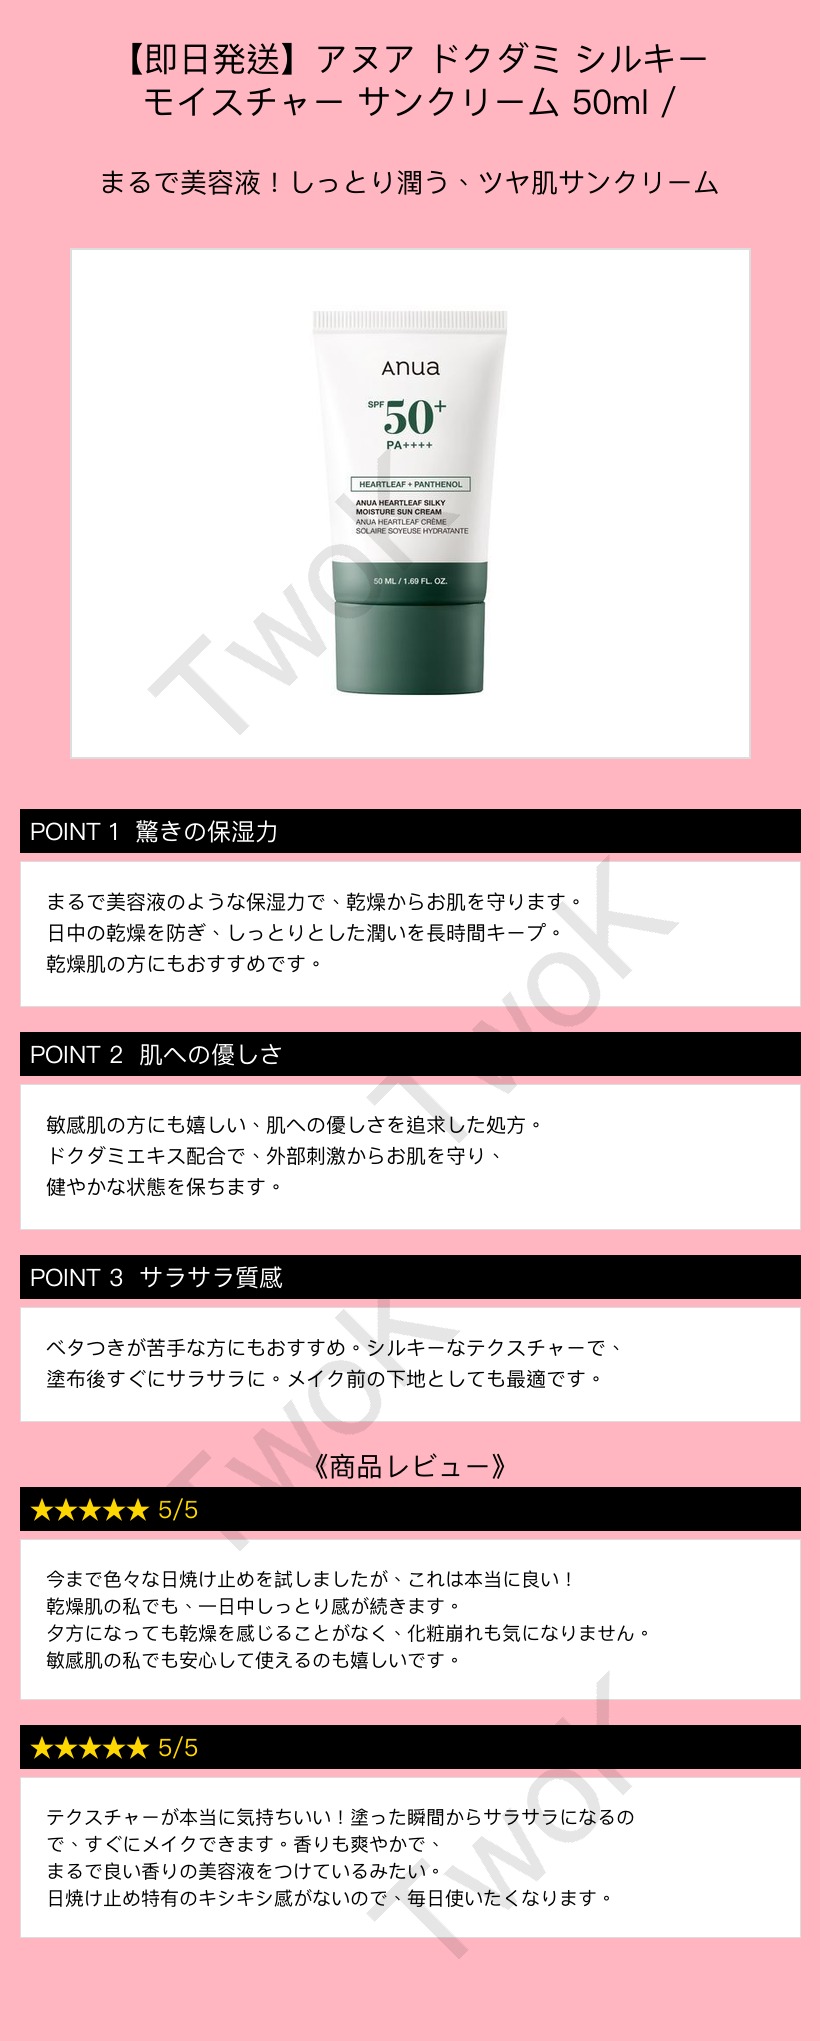 【即日発送】アヌア ドクダミ シルキー
モイスチャー サンクリーム 50ml /
まるで美容液！しっとり潤う、ツヤ肌サンクリーム
Anua
SPF 50+
PA++++
HEARTLEAF + PANTHENOL
ANUA HEARTLEAF SILKY
MOISTURE SUN CREAM
ANUA HEARTLEAF CRÈME
SOLAIRE SOYEUSE HYDRATANTE
50 ML / 1.69 FL. OZ.
TwoK
POINT 1 驚きの保湿力
まるで美容液のような保湿力で、乾燥からお肌を守ります。
日中の乾燥を防ぎ、しっとりとした潤いを長時間キープ。
乾燥肌の方にもおすすめです。
TwoK
POINT 2 肌への優しさ
敏感肌の方にも嬉しい、肌への優しさを追求した処方。
ドクダミエキス配合で、外部刺激からお肌を守り、
健やかな状態を保ちます。
POINT 3 サラサラ質感
ベタつきが苦手な方にもおすすめ。シルキーなテクスチャーで、
塗布後すぐにサラサラに。メイク前の下地としても最適です。
TwoK
《商品レビュー》
★★★★★ 5/5
今まで色々な日焼け止めを試しましたが、これは本当に良い！
乾燥肌の私でも、一日中しっとり感が続きます。
夕方になっても乾燥を感じることがなく、化粧崩れも気になりません。
敏感肌の私でも安心して使えるのも嬉しいです。
★★★★★ 5/5
テクスチャーが本当に気持ちいい！塗った瞬間からサラサラになるの
で、すぐにメイクできます。香りも爽やかで、
まるで良い香りの美容液をつけているみたい。
日焼け止め特有のキシキシ感がないので、毎日使いたくなります。
TwoK